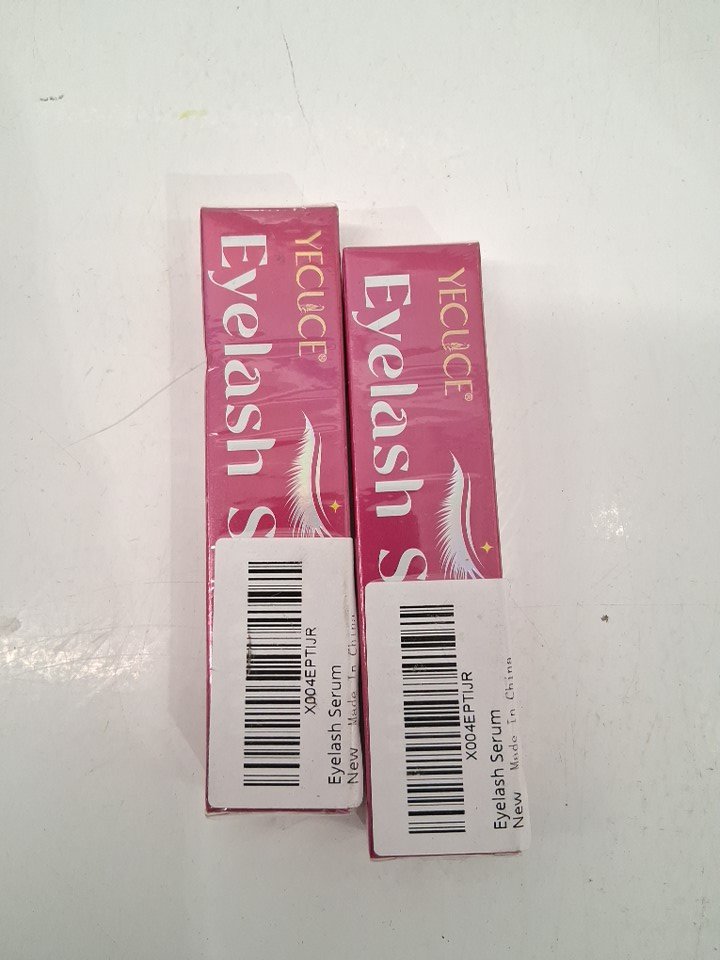 YECUCE®
Eyelash S
X004EPTIJR
Eyelash Serum
New Made In China
YECUCE®
Eyelash S
X004EPTIJR
Eyelash Serum
New Made In China